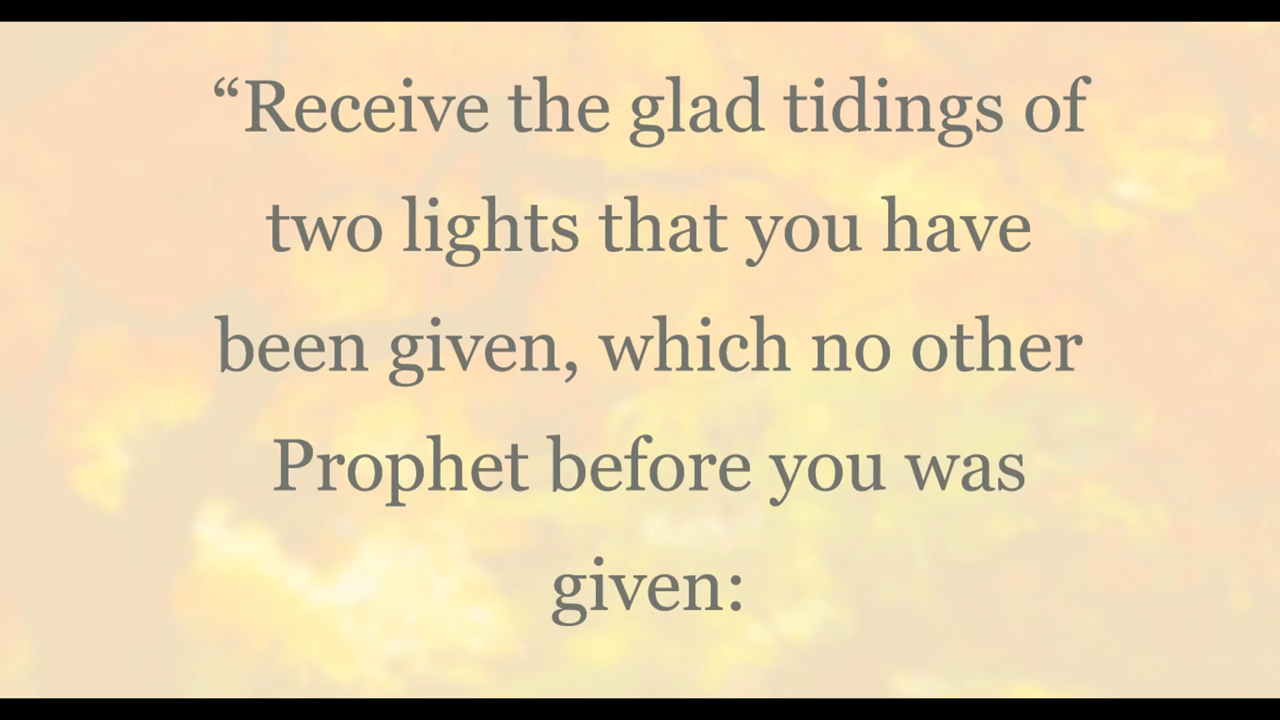 “Receive the glad tidings of
two lights that you have
been given, which no other
Prophet before you was
given: